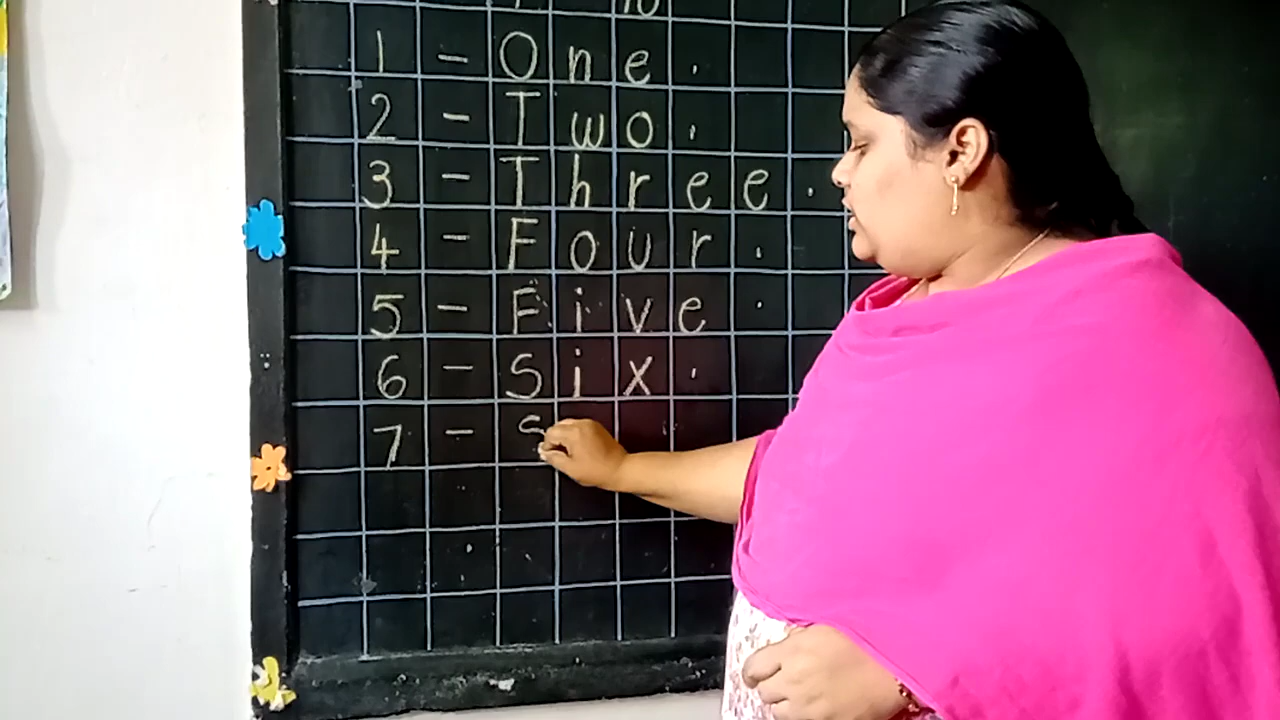 1 - One.
2 - Two.
3 - Three.
4 - Four.
5 - Five.
6 - Six.
7 - S